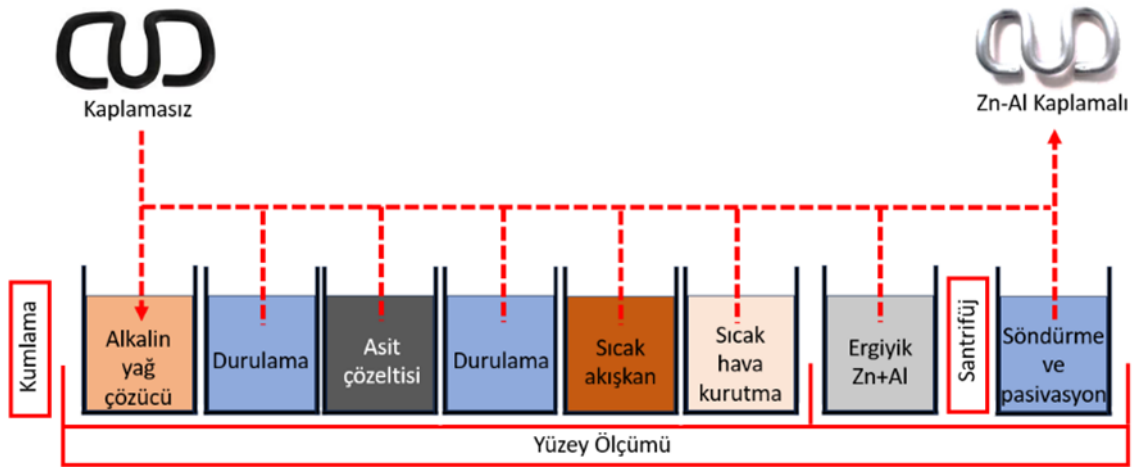 Kaplamasız
Zn-Al Kaplamalı
Kumlama
Alkalin
yağ
çözücü
Durulama
Asit
çözeltisi
Durulama
Sıcak
akışkan
Sıcak
hava
kurutma
Ergiyik
Zn+Al
Santrifüj
Söndürme
ve
pasivasyon
Yüzey Ölçümü